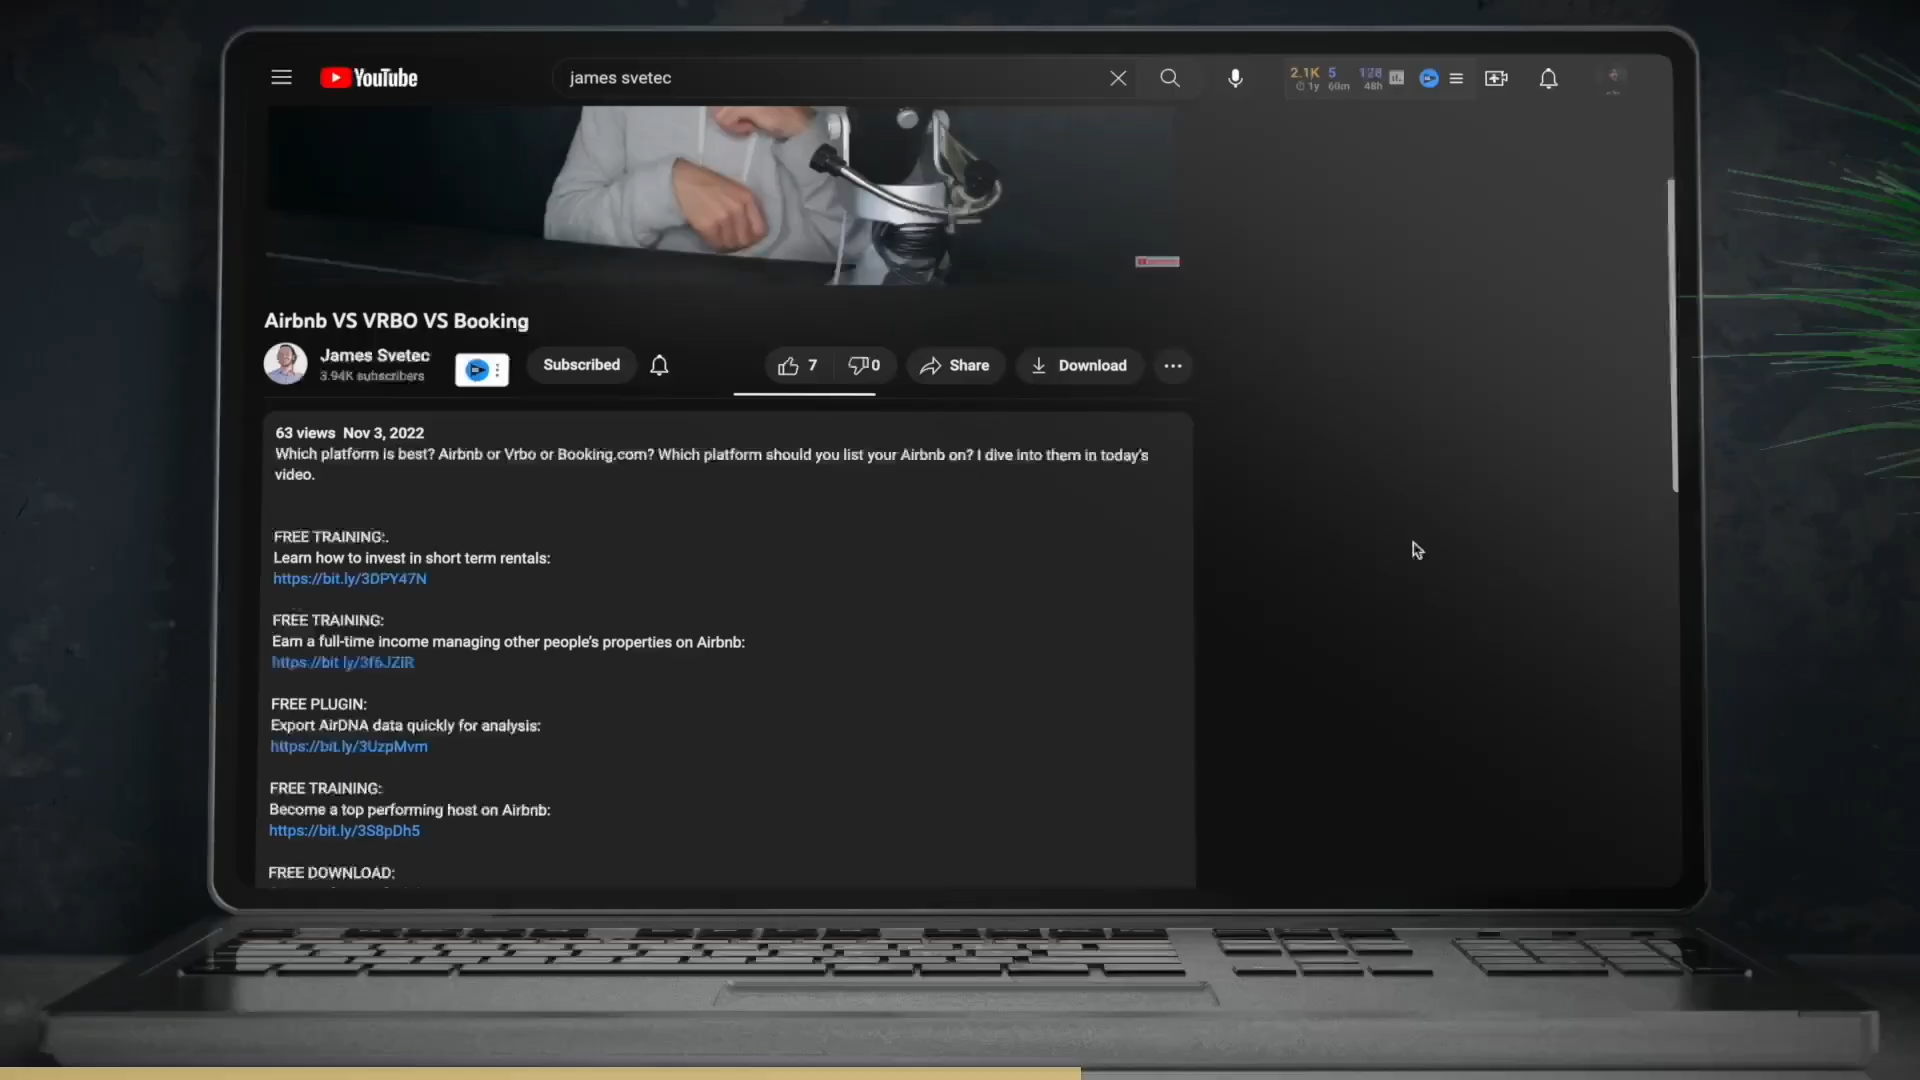 YouTube
james svetec
2.1K 5 128
1y 60m 48h
Airbnb VS VRBO VS Booking
James Svetec
3.94K subscribers
Subscribed
7
0
Share
Download
63 views Nov 3, 2022
Which platform is best? Airbnb or Vrbo or Booking.com? Which platform should you list your Airbnb on? I dive into them in today's
video.
FREE TRAINING:
Learn how to invest in short term rentals:
https://bit.ly/3DPY47N
FREE TRAINING:
Earn a full-time income managing other people's properties on Airbnb:
https://bit.ly/3f6JZIR
FREE PLUGIN:
Export AirDNA data quickly for analysis:
https://bit.ly/3UzpMvm
FREE TRAINING:
Become a top performing host on Airbnb:
https://bit.ly/3S8pDh5
FREE DOWNLOAD: